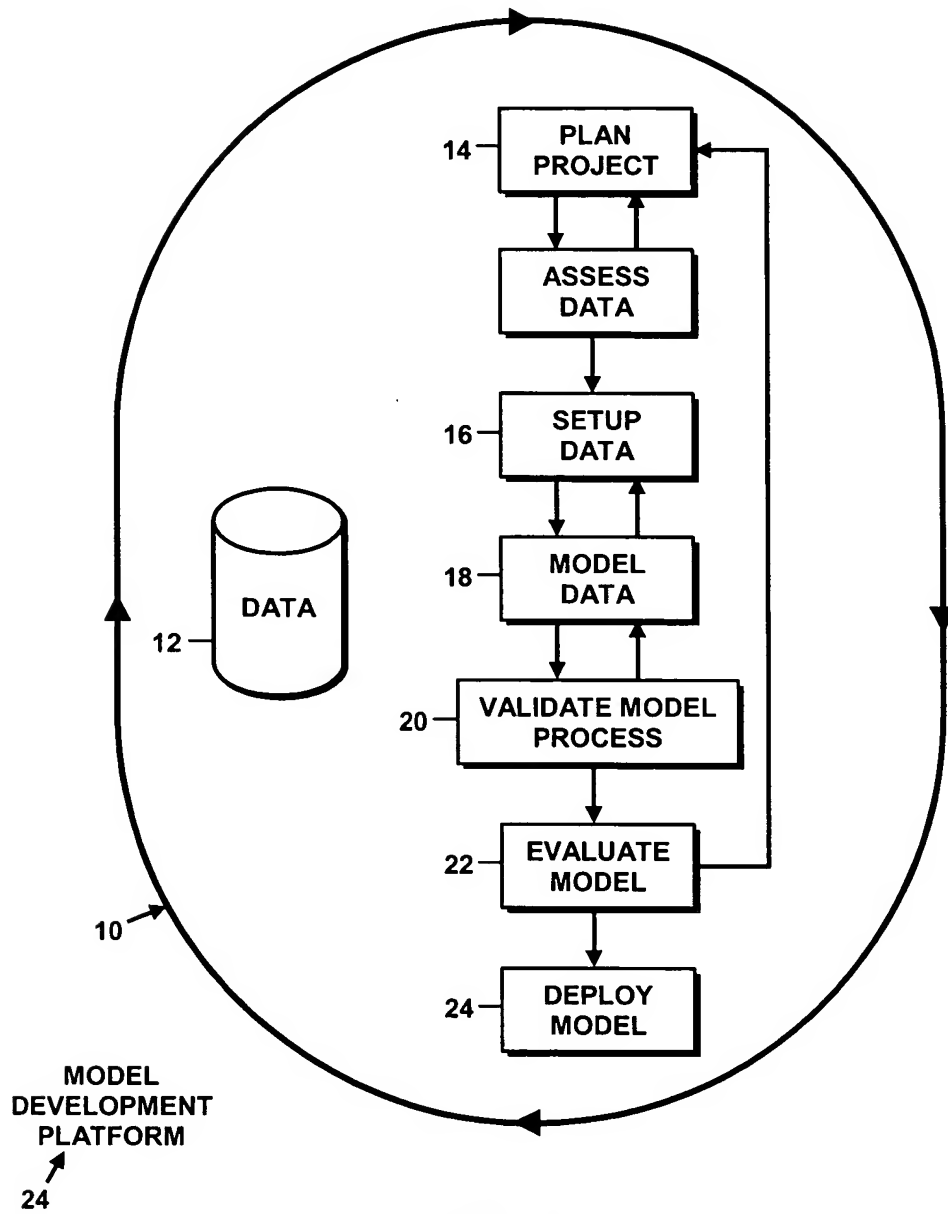 14
PLAN
PROJECT
ASSESS
DATA
16
SETUP
DATA
18
MODEL
DATA
DATA
12
20
VALIDATE MODEL
PROCESS
22
EVALUATE
MODEL
10
24
DEPLOY
MODEL
MODEL
DEVELOPMENT
PLATFORM
24